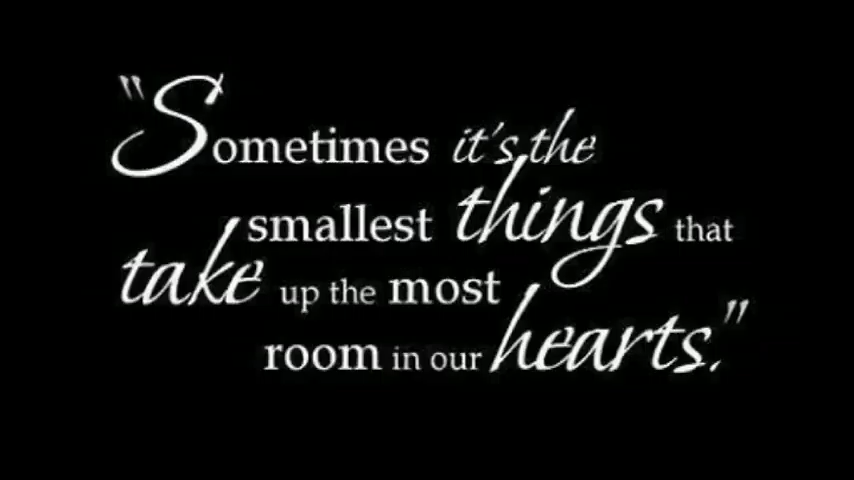 "Sometimes it's the
smallest things that
take up the most
room in our hearts."